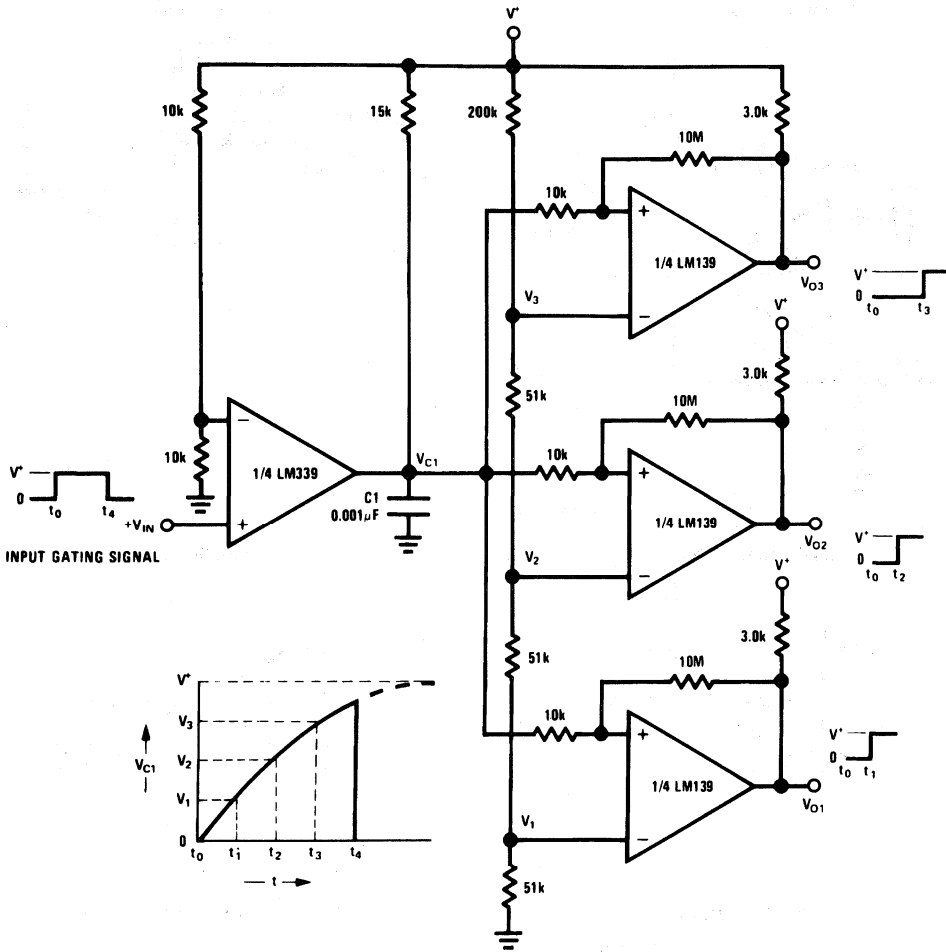 V+
10k
15k
200k
3.0k
10M
10k
+
1/4 LM139
−
V3
VO3
V+
0
t0 t3
V+
3.0k
51k
10M
10k
+
1/4 LM139
−
V2
VO2
V+
0
t0 t2
10k
−
1/4 LM339
+
VC1
C1
0.001μF
V+
0
t0 t4
+VIN
INPUT GATING SIGNAL
V+
3.0k
51k
10M
10k
+
1/4 LM139
−
V1
VO1
V+
0
t0 t1
51k
V+
V3
V2
V1
0
VC1
t0 t1 t2 t3 t4
t